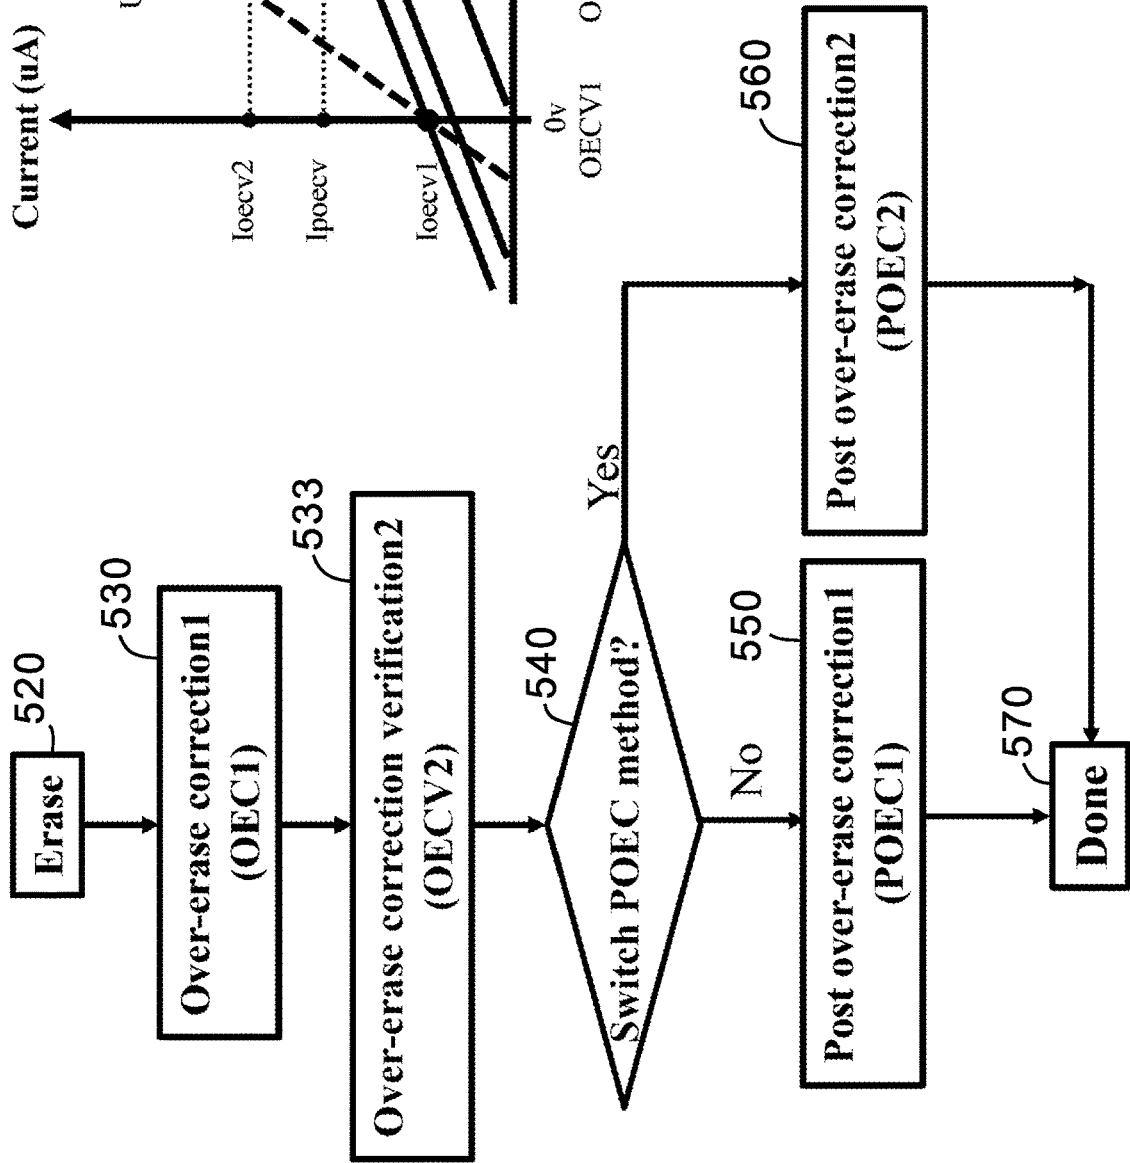 Erase
520
Over-erase correction1
(OEC1)
530
Over-erase correction verification2
(OECV2)
533
Switch POEC method?
540
Yes
No
Post over-erase correction1
(POEC1)
550
Post over-erase correction2
(POEC2)
560
Done
570
Current (uA)
Ioecv2
Ipoecv
Ioecv1
0v
OECV1